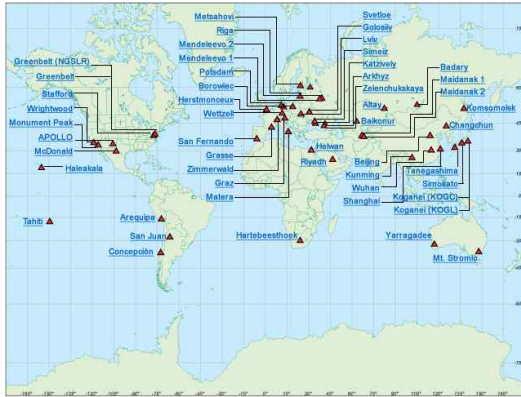 Metsahovi
Riga
Mendeleevo 2
Mendeleevo 1
Potsdam
Borowiec
Herstmonceux
Wettzell
San Fernando
Grasse
Zimmerwald
Graz
Matera
Svetloe
Golosiiv
Lviv
Simeiz
Katzively
Arkhyz
Zelenchukskaya
Altay
Baikonur
Badary
Maidanak 1
Maidanak 2
Komsomolsk
Changchun
Greenbelt (NGSLR)
Greenbelt
Stafford
Wrightwood
Monument Peak
APOLLO
McDonald
Haleakala
Tahiti
Arequipa
San Juan
Concepción
Helwan
Riyadh
Beijing
Kunming
Wuhan
Shanghai
Tanegashima
Simosato
Koganei (KOGC)
Koganei (KOGL)
Hartebeesthoek
Yarragadee
Mt. Stromlo